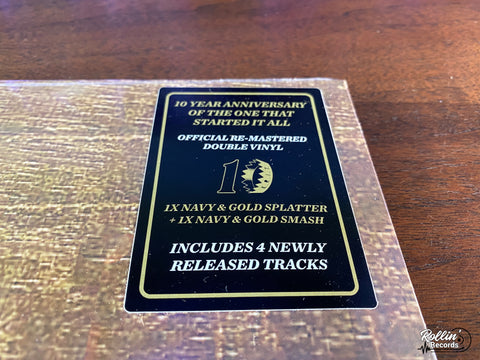 10 YEAR ANNIVERSARY
OF THE ONE THAT
STARTED IT ALL
OFFICIAL RE-MASTERED
DOUBLE VINYL
10
1X NAVY & GOLD SPLATTER
+ 1X NAVY & GOLD SMASH
INCLUDES 4 NEWLY
RELEASED TRACKS
Rollin'
Records